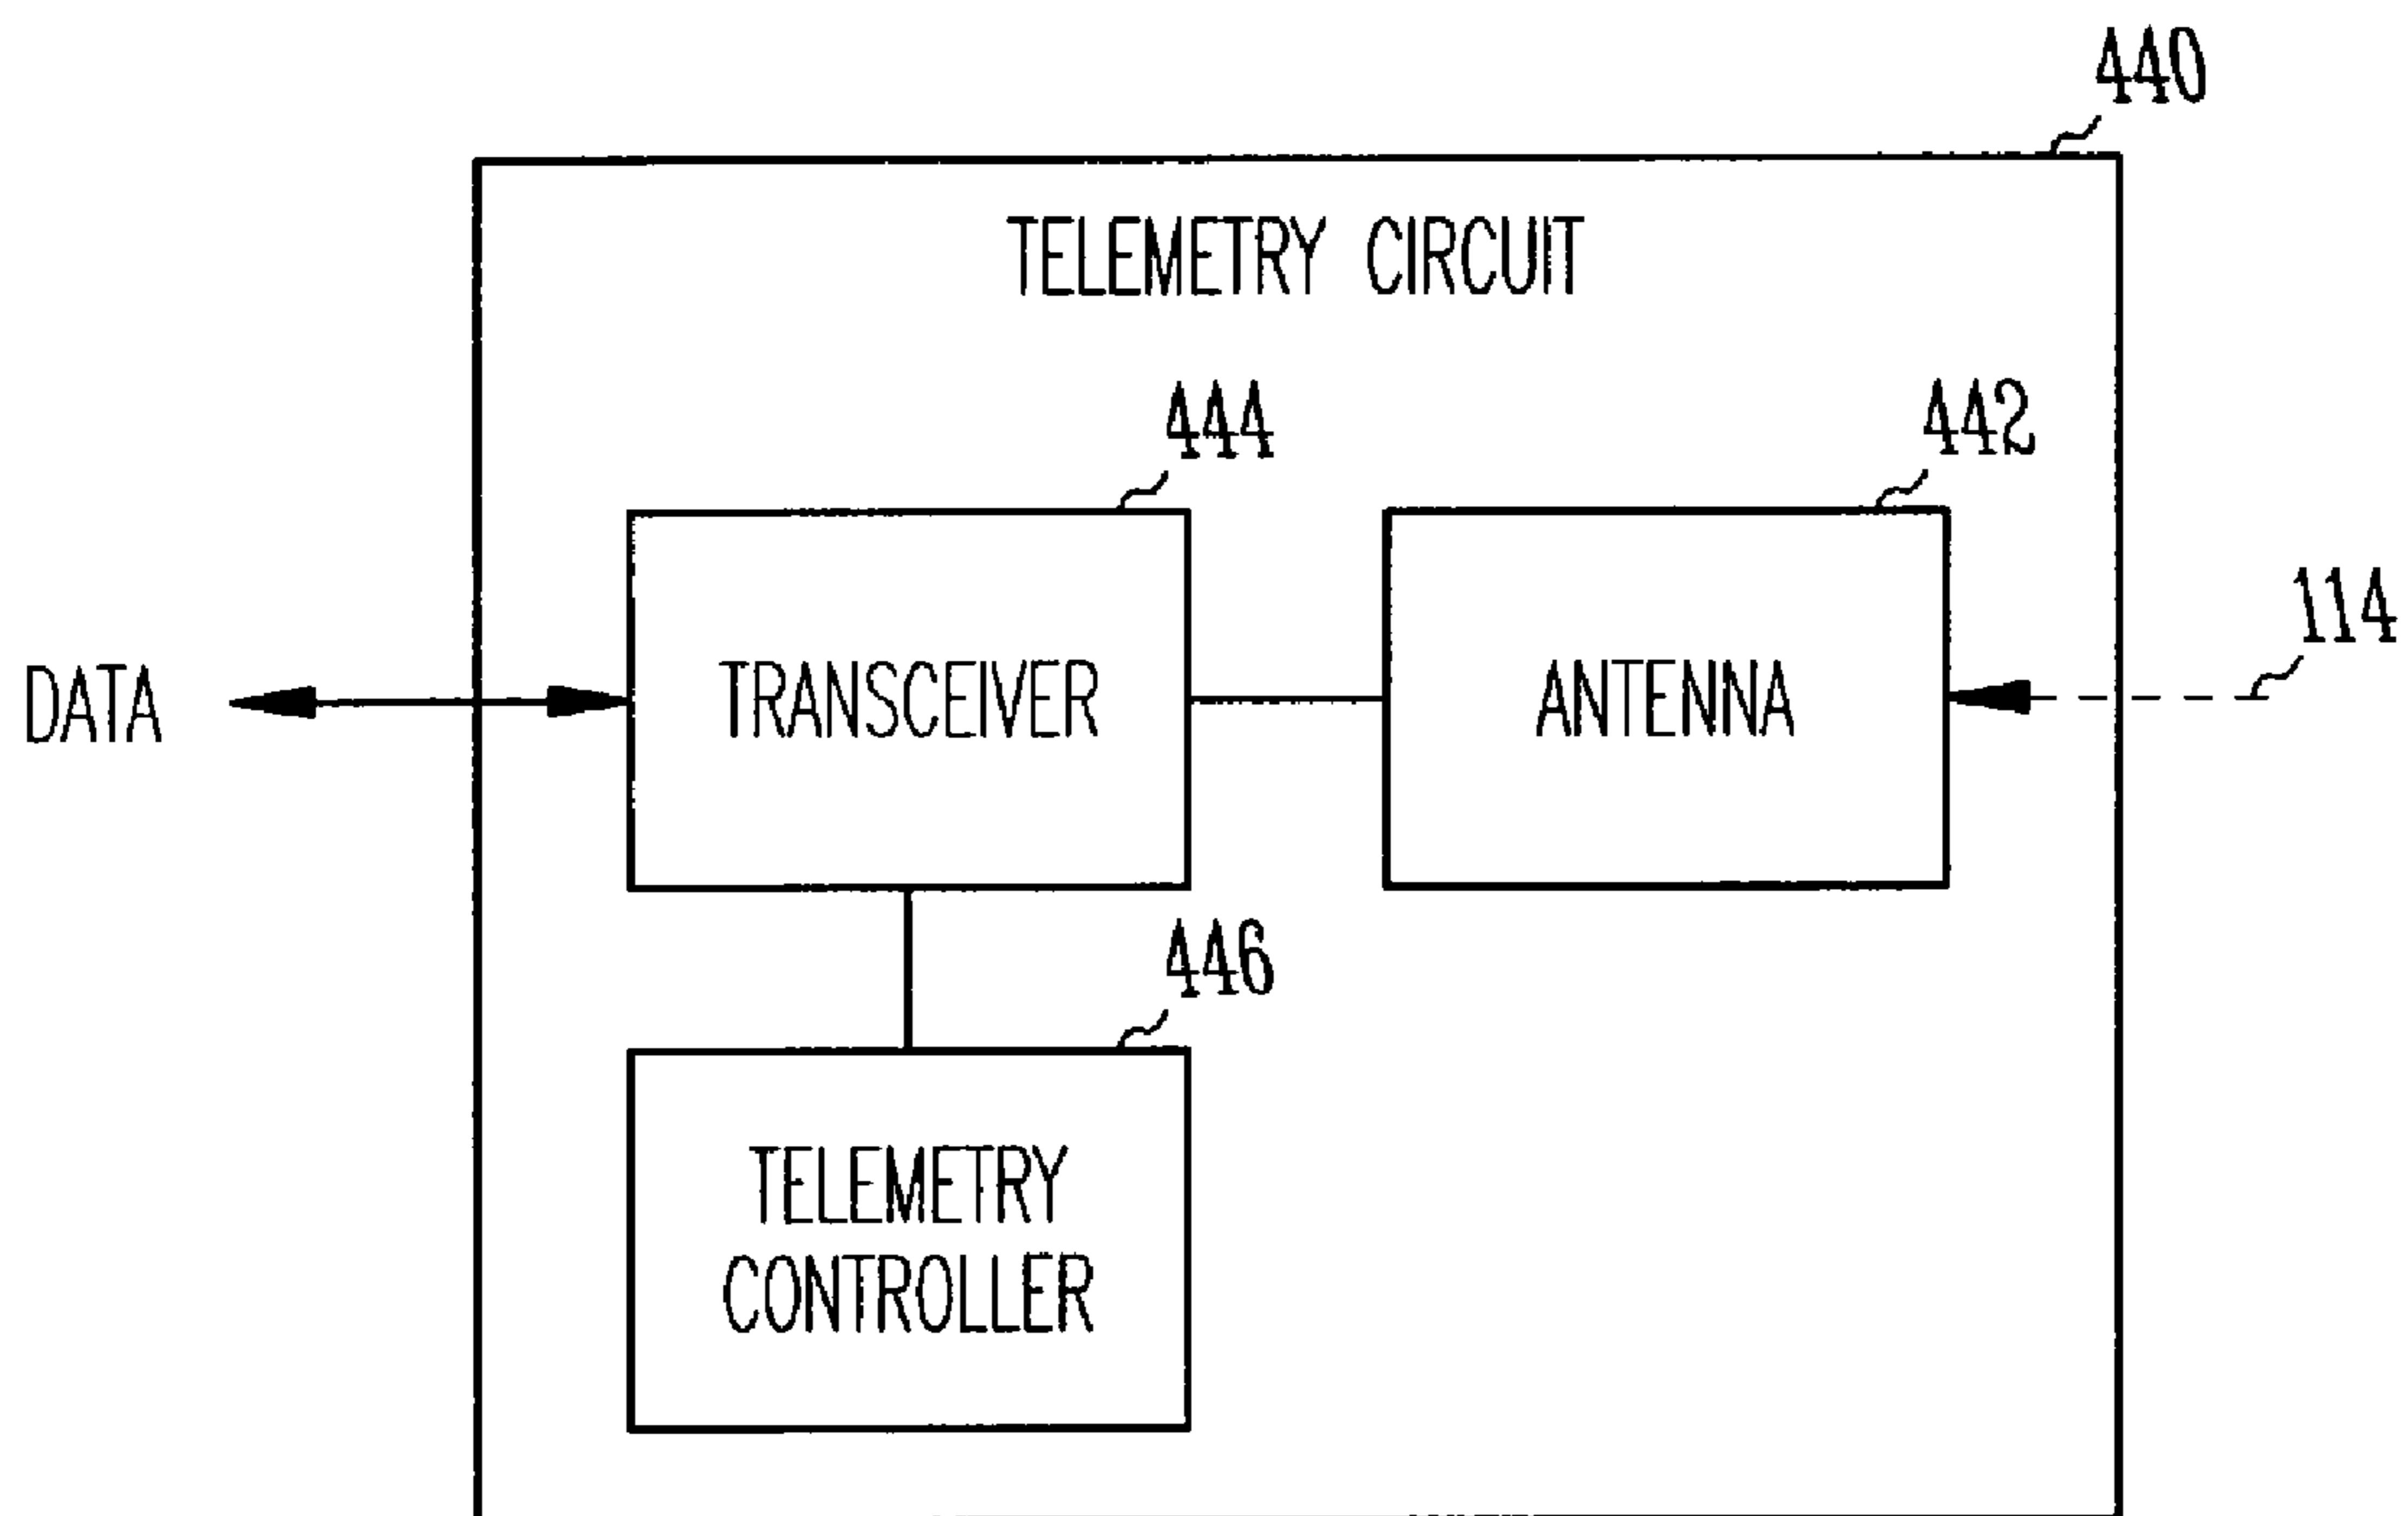 440
TELEMETRY CIRCUIT
444
442
114
DATA
TRANSCEIVER
ANTENNA
446
TELEMETRY
CONTROLLER